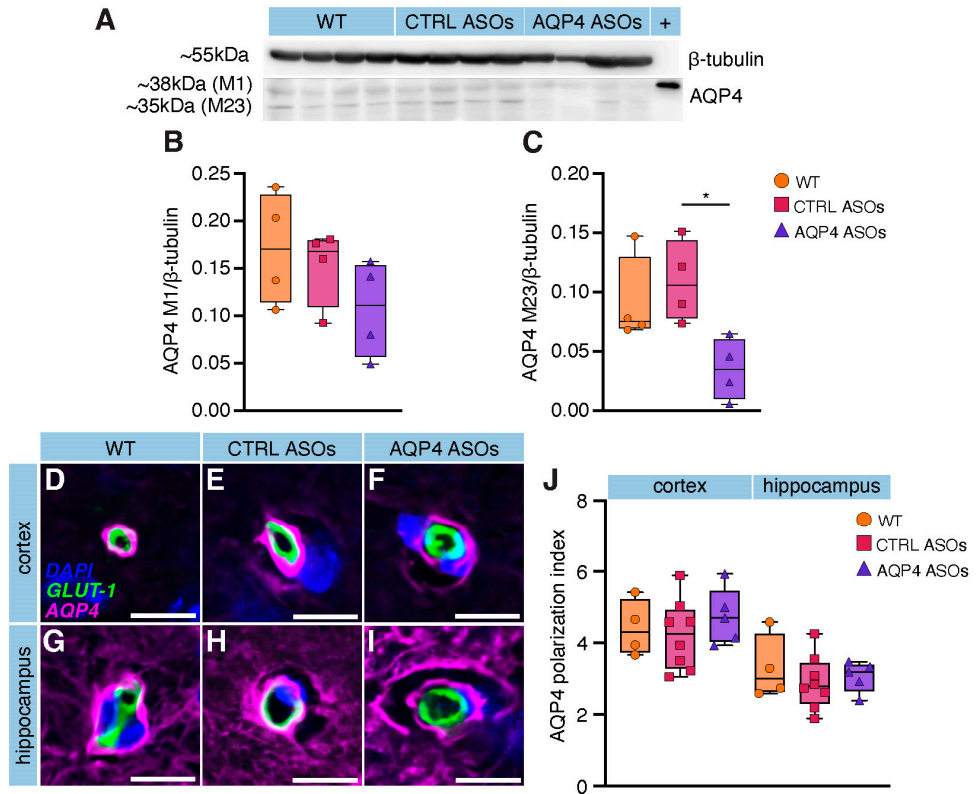 A
WT CTRL ASOs AQP4 ASOs +
~55kDa β-tubulin
~38kDa (M1) AQP4
~35kDa (M23)
B
AQP4 M1/β-tubulin
0.25
0.20
0.15
0.10
0.05
0.00
C
AQP4 M23/β-tubulin
0.20
0.15
0.10
0.05
0.00
*
WT
CTRL ASOs
AQP4 ASOs
WT CTRL ASOs AQP4 ASOs
cortex
D E F
DAPI
GLUT-1
AQP4
hippocampus
G H I
J
cortex hippocampus
AQP4 polarization index
8
6
4
2
0
WT
CTRL ASOs
AQP4 ASOs